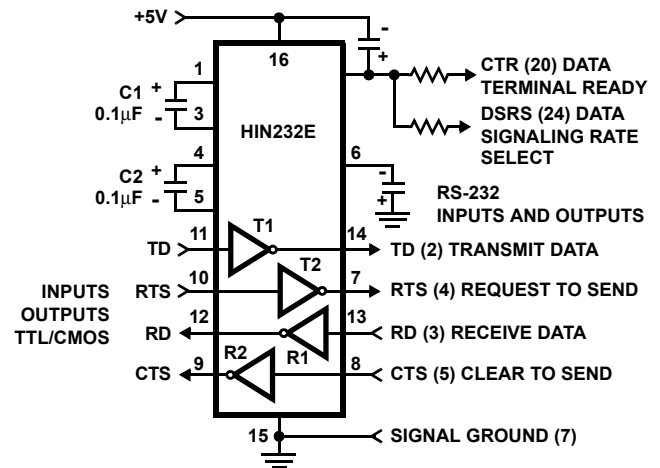 +5V
-
+
16
1
CTR (20) DATA
TERMINAL READY
C1
+
0.1µF
-
3
HIN232E
DSRS (24) DATA
SIGNALING RATE
SELECT
4
6
C2
+
0.1µF
-
5
-
+
RS-232
INPUTS AND OUTPUTS
TD
11
T1
14
TD (2) TRANSMIT DATA
INPUTS
OUTPUTS
TTL/CMOS
RTS
10
T2
7
RTS (4) REQUEST TO SEND
RD
12
R1
13
RD (3) RECEIVE DATA
CTS
9
R2
8
CTS (5) CLEAR TO SEND
15
SIGNAL GROUND (7)